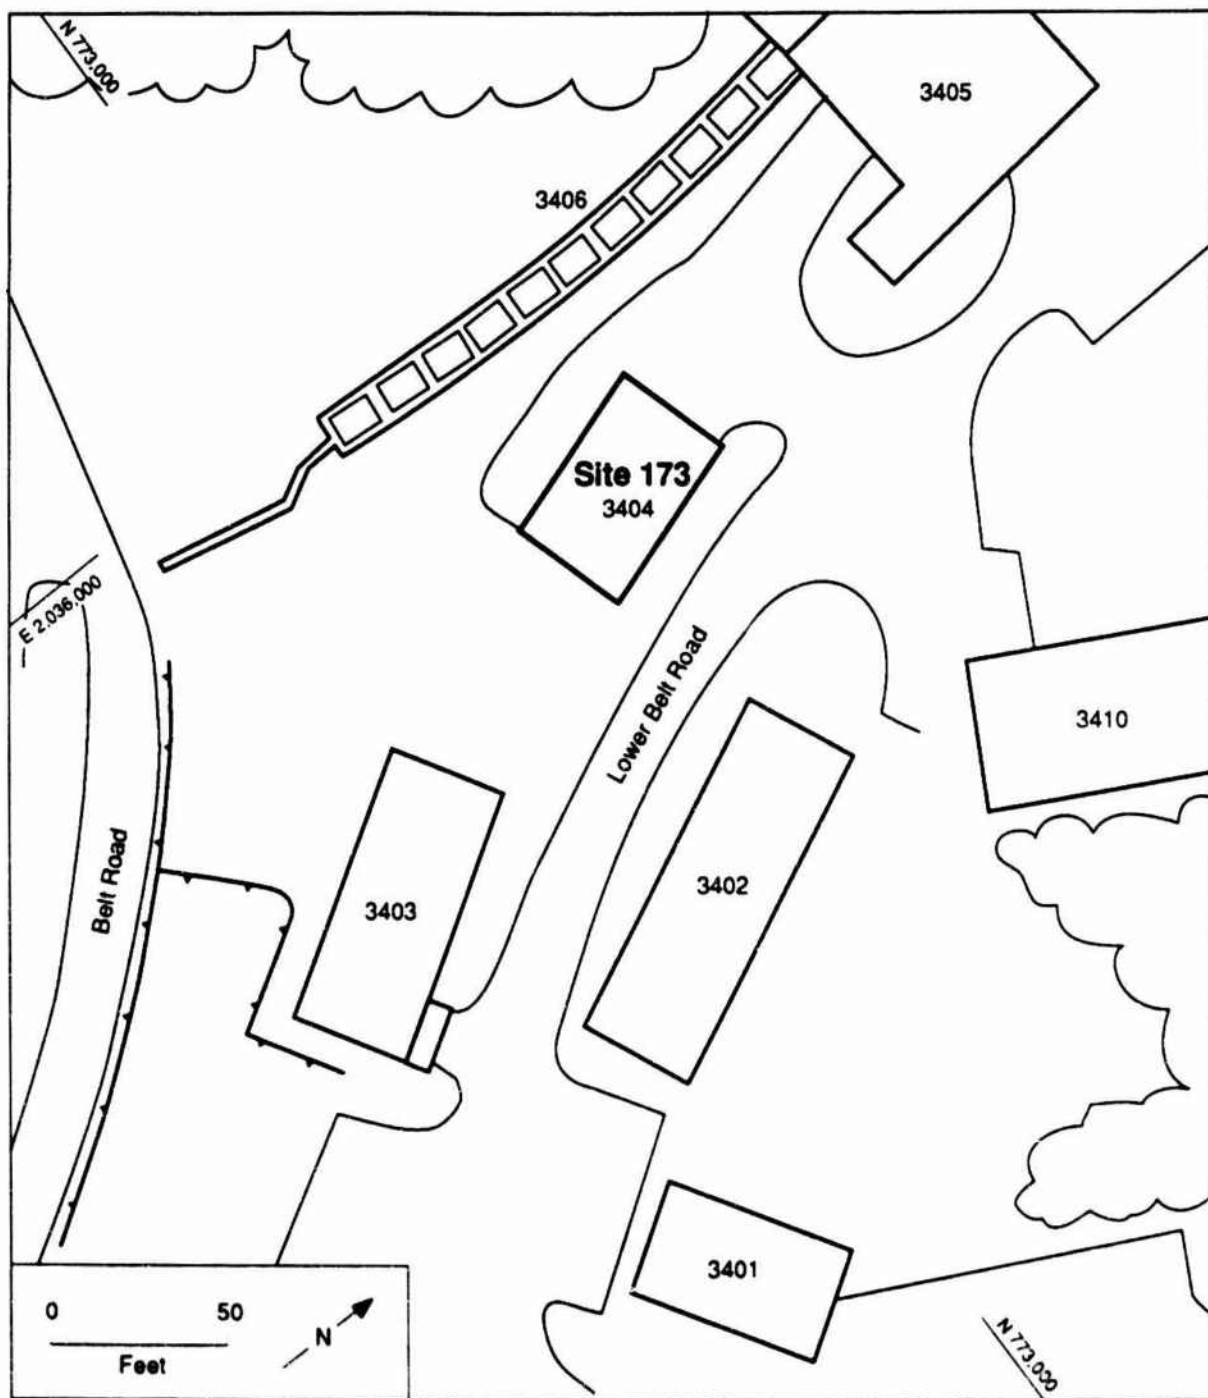 N 773,000
3405
3406
Site 173
3404
E 2,036,000
Lower Belt Road
3410
Belt Road
3403
3402
3401
0 50
Feet
N
N 773,000